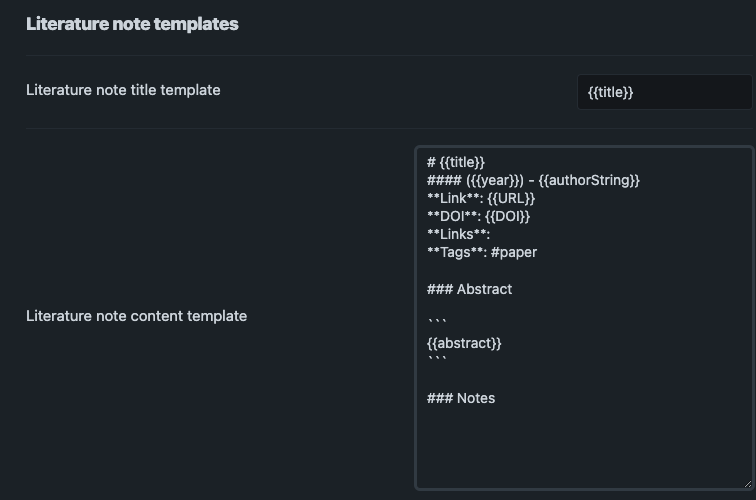 Literature note templates
Literature note title template
{{title}}
Literature note content template
# {{title}}
#### ({{year}}) - {{authorString}}
**Link**: {{URL}}
**DOI**: {{DOI}}
**Links**:
**Tags**: #paper
### Abstract
```
{{abstract}}
```
### Notes